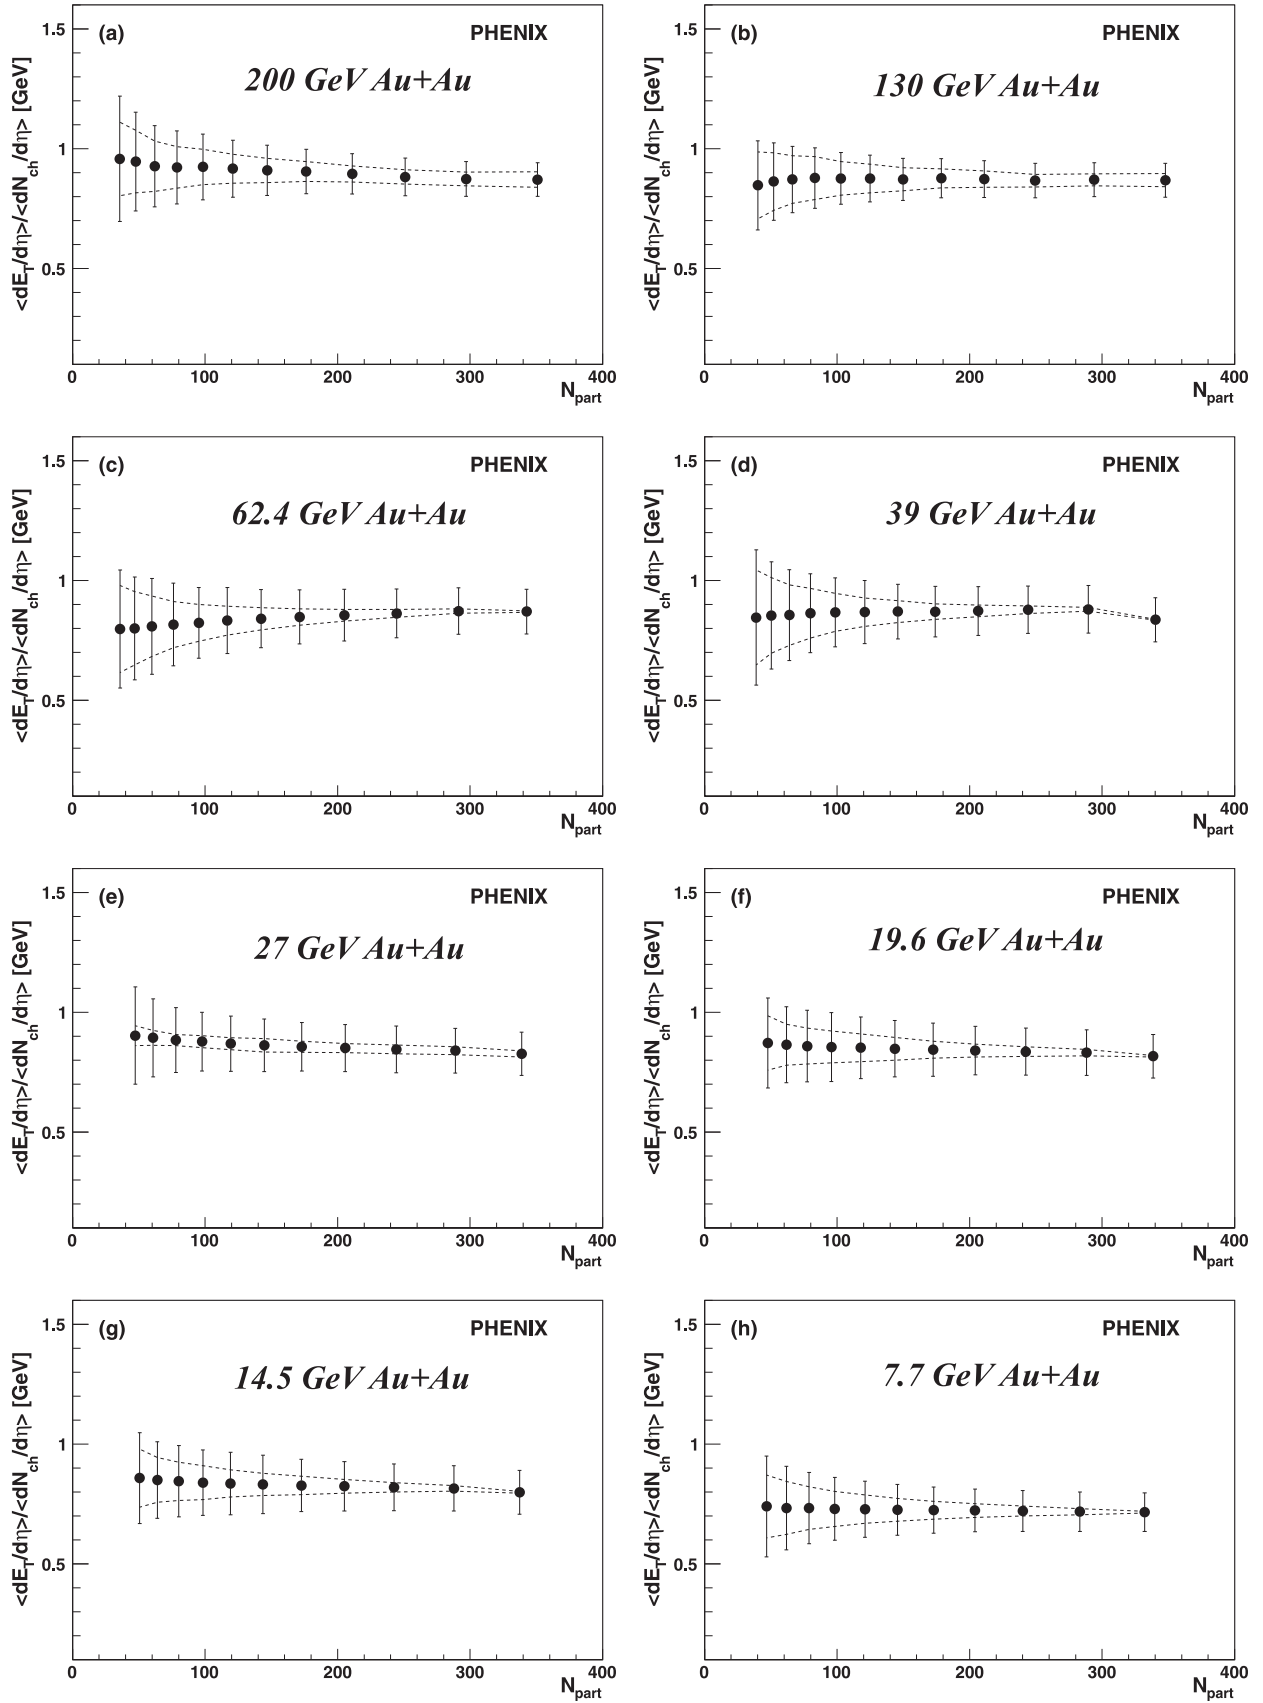 (a) PHENIX
200 GeV Au+Au
<dE_T/dη>/<dN_ch/dη> [GeV]
1.5
1
0.5
0 100 200 300 400
N_part
(b) PHENIX
130 GeV Au+Au
<dE_T/dη>/<dN_ch/dη> [GeV]
1.5
1
0.5
0 100 200 300 400
N_part
(c) PHENIX
62.4 GeV Au+Au
<dE_T/dη>/<dN_ch/dη> [GeV]
1.5
1
0.5
0 100 200 300 400
N_part
(d) PHENIX
39 GeV Au+Au
<dE_T/dη>/<dN_ch/dη> [GeV]
1.5
1
0.5
0 100 200 300 400
N_part
(e) PHENIX
27 GeV Au+Au
<dE_T/dη>/<dN_ch/dη> [GeV]
1.5
1
0.5
0 100 200 300 400
N_part
(f) PHENIX
19.6 GeV Au+Au
<dE_T/dη>/<dN_ch/dη> [GeV]
1.5
1
0.5
0 100 200 300 400
N_part
(g) PHENIX
14.5 GeV Au+Au
<dE_T/dη>/<dN_ch/dη> [GeV]
1.5
1
0.5
0 100 200 300 400
N_part
(h) PHENIX
7.7 GeV Au+Au
<dE_T/dη>/<dN_ch/dη> [GeV]
1.5
1
0.5
0 100 200 300 400
N_part